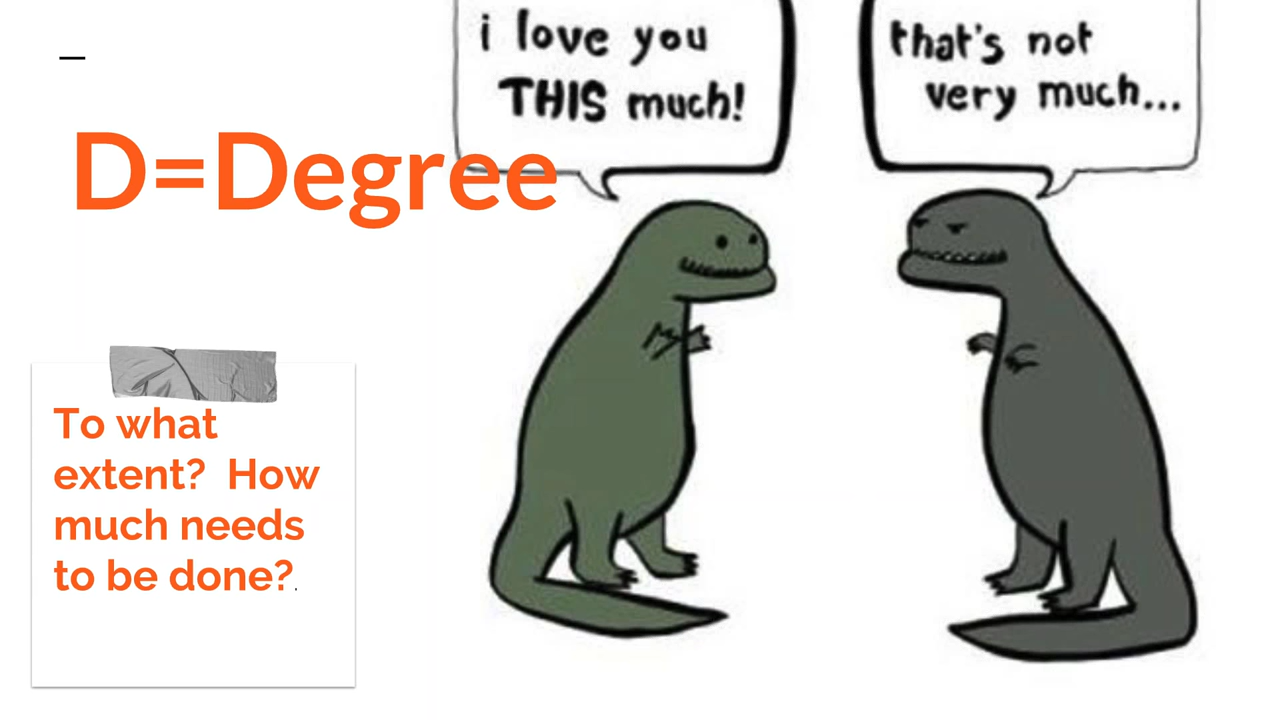 D=Degree
i love you
THIS much!
that's not
very much...
To what
extent? How
much needs
to be done?.